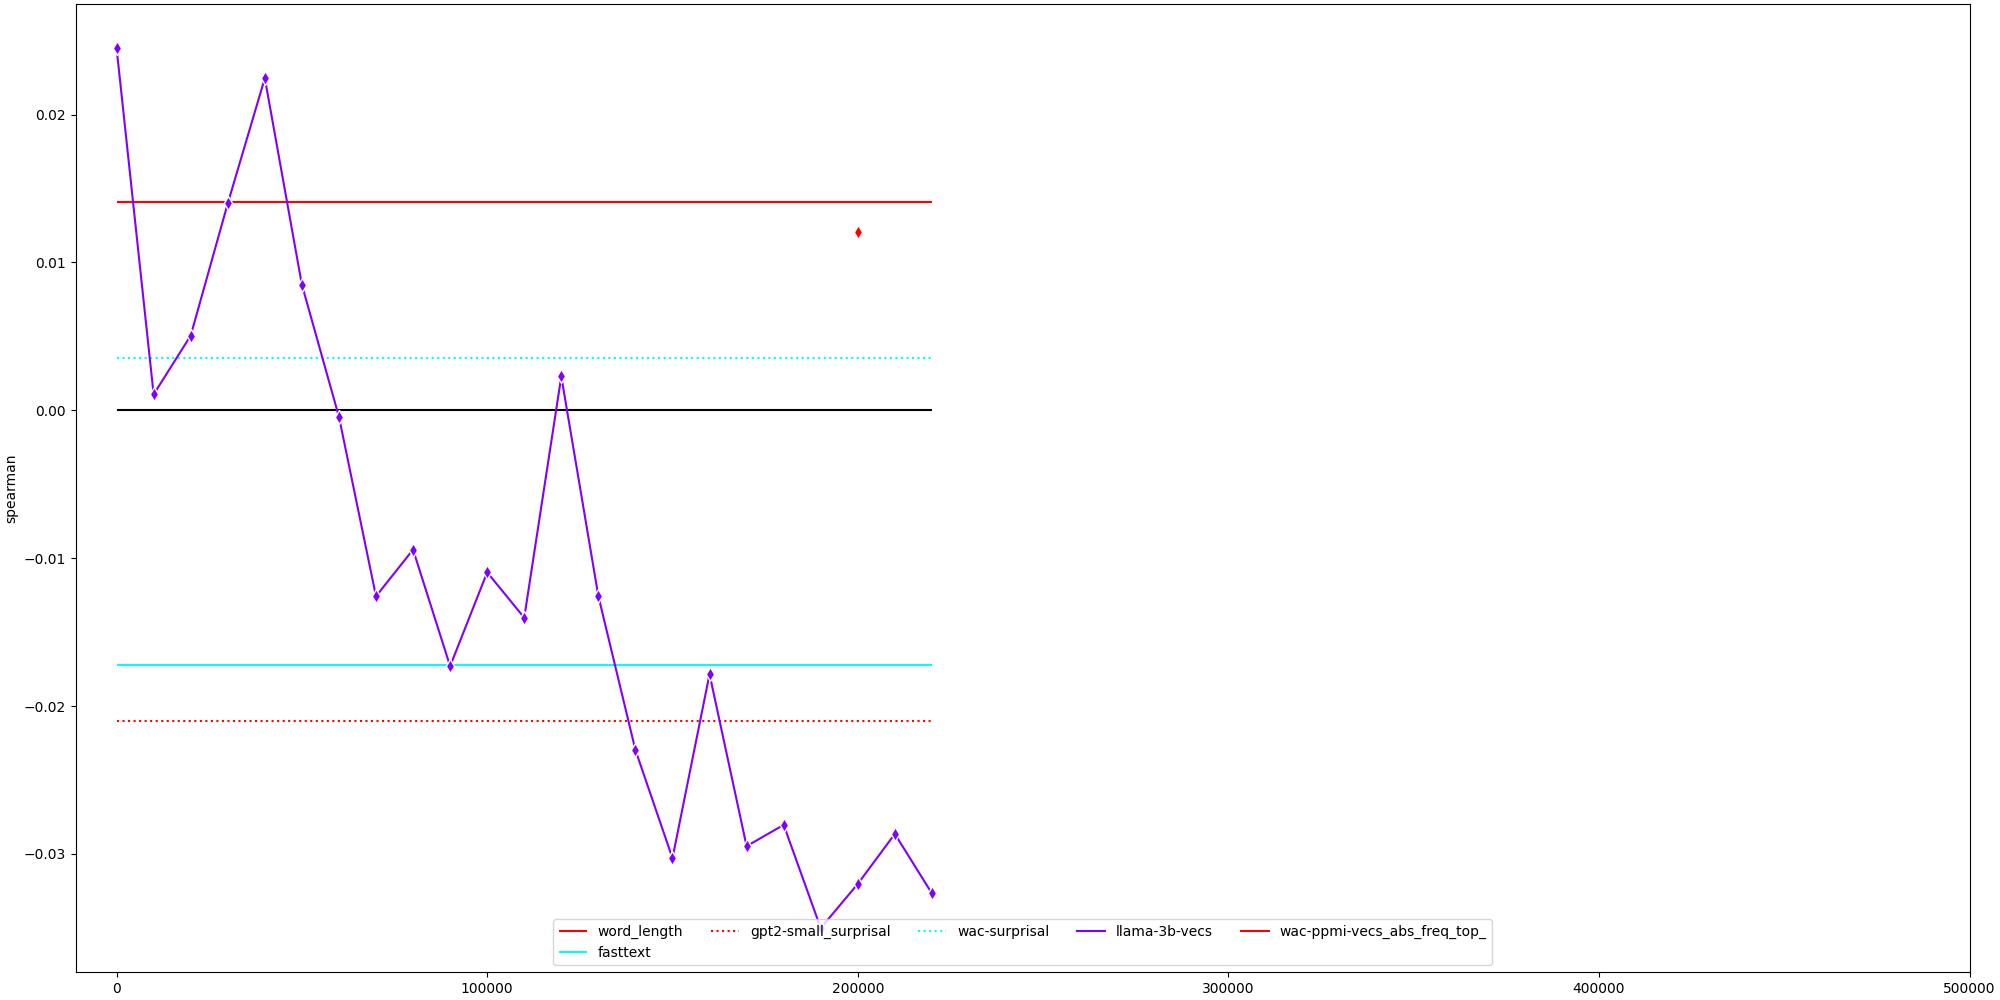 0.02
0.01
0.00
−0.01
−0.02
−0.03
spearman
0 100000 200000 300000 400000 500000
word_length gpt2-small_surprisal wac-surprisal llama-3b-vecs wac-ppmi-vecs_abs_freq_top_
fasttext